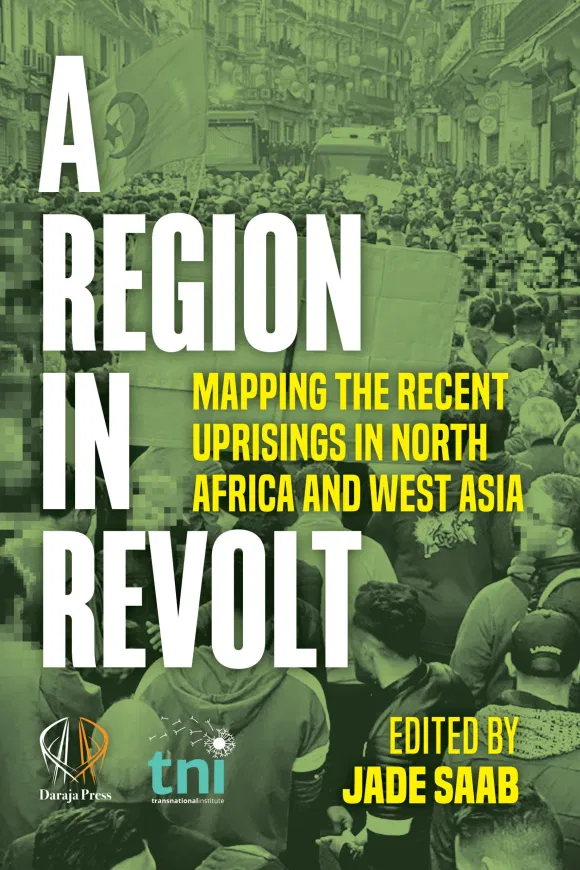 A
REGION
IN
REVOLT
MAPPING THE RECENT
UPRISINGS IN NORTH
AFRICA AND WEST ASIA
EDITED BY
JADE SAAB
Daraja Press
tni
transnationalinstitute